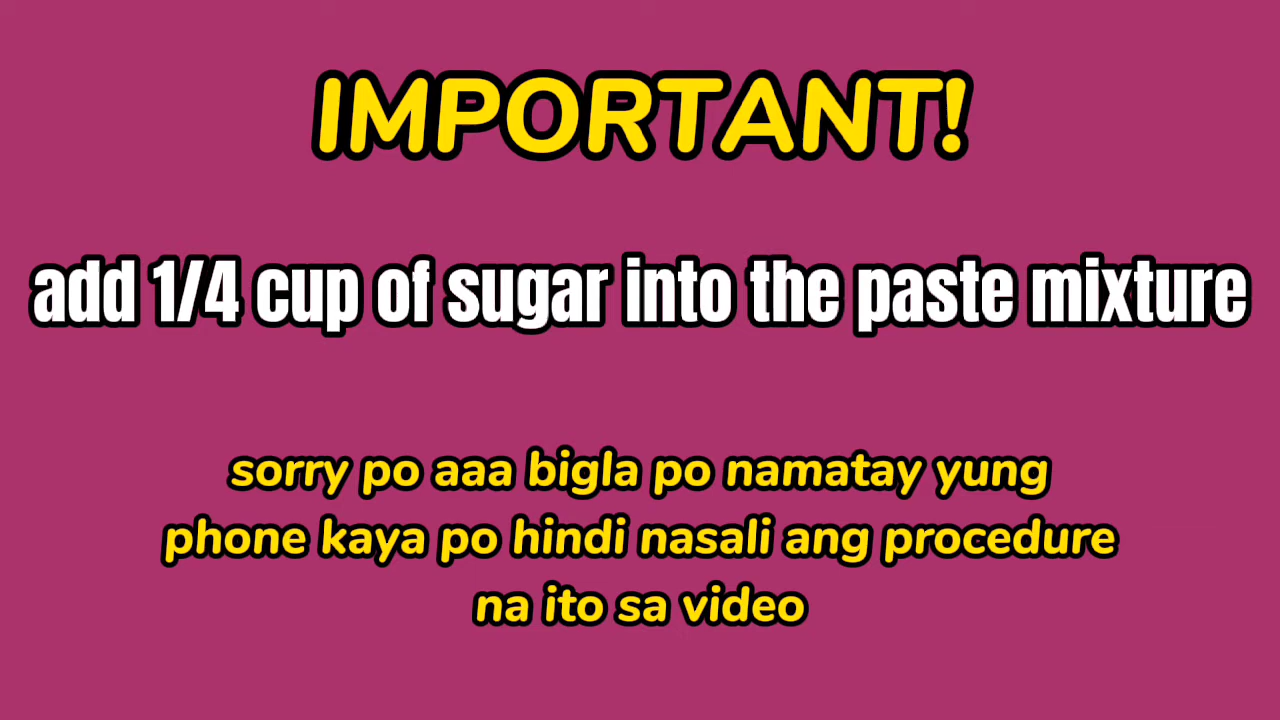 IMPORTANT!
add 1/4 cup of sugar into the paste mixture
sorry po aaa bigla po namatay yung
phone kaya po hindi nasali ang procedure
na ito sa video